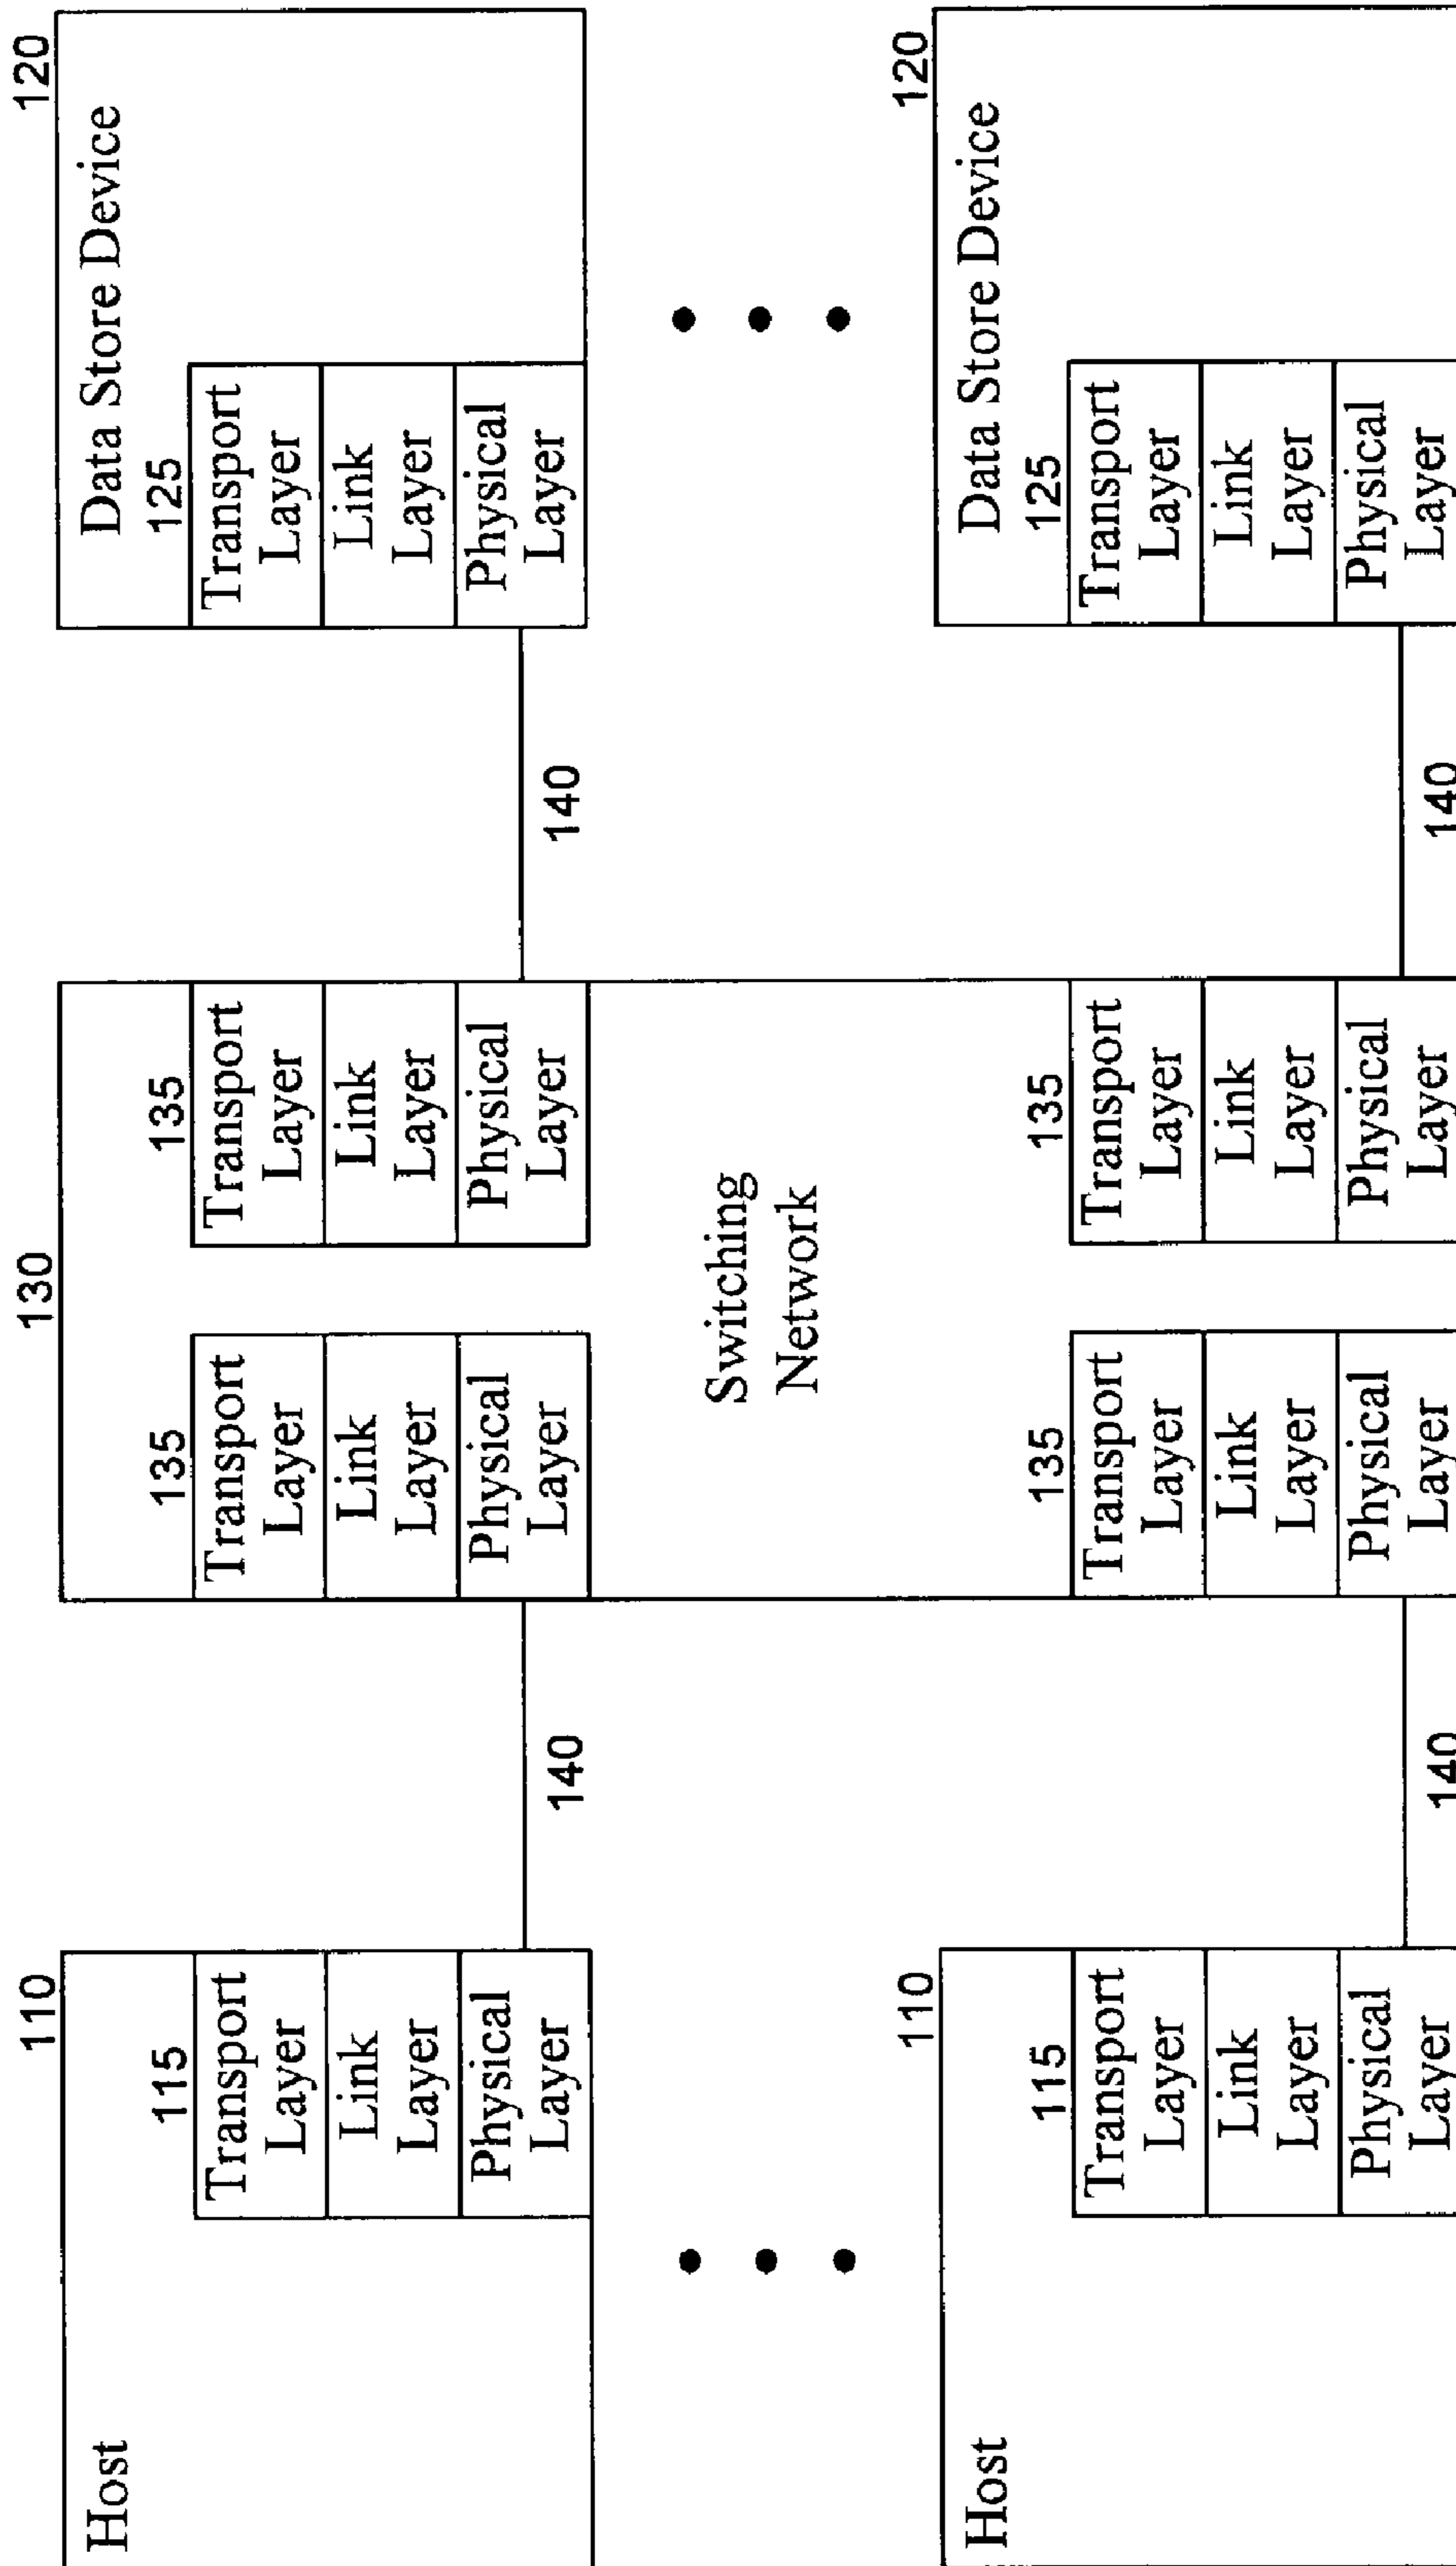 110
Host
115
Transport
Layer
Link
Layer
Physical
Layer
140
130
135
Transport
Layer
Link
Layer
Physical
Layer
135
Transport
Layer
Link
Layer
Physical
Layer
140
120
Data Store Device
125
Transport
Layer
Link
Layer
Physical
Layer
Switching
Network
110
Host
115
Transport
Layer
Link
Layer
Physical
Layer
140
135
Transport
Layer
Link
Layer
Physical
Layer
135
Transport
Layer
Link
Layer
Physical
Layer
140
120
Data Store Device
125
Transport
Layer
Link
Layer
Physical
Layer